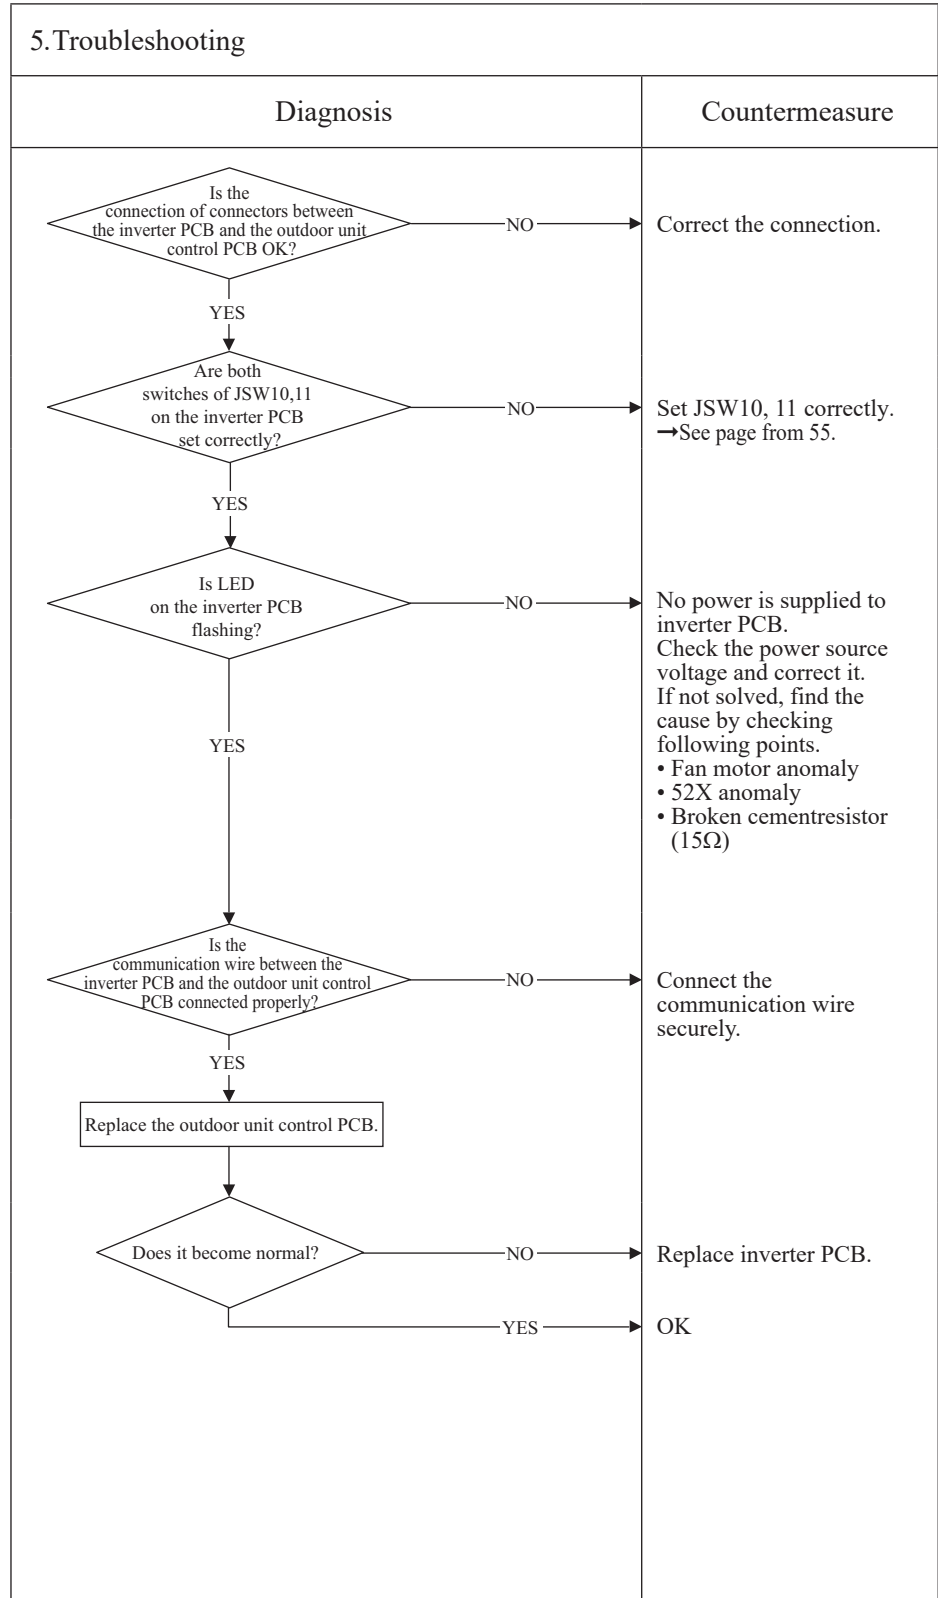 5.Troubleshooting
Diagnosis
Countermeasure
Is the
connection of connectors between
the inverter PCB and the outdoor unit
control PCB OK?
NO
Correct the connection.
YES
Are both
switches of JSW10,11
on the inverter PCB
set correctly?
NO
Set JSW10, 11 correctly.
→See page from 55.
YES
Is LED
on the inverter PCB
flashing?
NO
No power is supplied to
inverter PCB.
Check the power source
voltage and correct it.
If not solved, find the
cause by checking
following points.
• Fan motor anomaly
• 52X anomaly
• Broken cementresistor
(15Ω)
YES
Is the
communication wire between the
inverter PCB and the outdoor unit control
PCB connected properly?
NO
Connect the
communication wire
securely.
YES
Replace the outdoor unit control PCB.
Does it become normal?
NO
Replace inverter PCB.
YES
OK